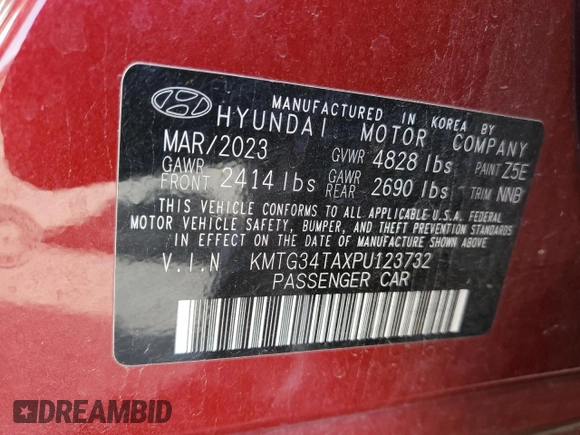 MANUFACTURED IN KOREA BY
HYUNDAI MOTOR COMPANY
MAR/2023 GVWR 4828 lbs PAINT Z5E
GAWR FRONT 2414 lbs GAWR REAR 2690 lbs TRIM NNB
THIS VEHICLE CONFORMS TO ALL APPLICABLE U.S.A. FEDERAL
MOTOR VEHICLE SAFETY, BUMPER, AND THEFT PREVENTION STANDARDS
IN EFFECT ON THE DATE OF MANUFACTURE SHOWN ABOVE
V.I.N KMTG34TAXPU123732
PASSENGER CAR
DREAMBID